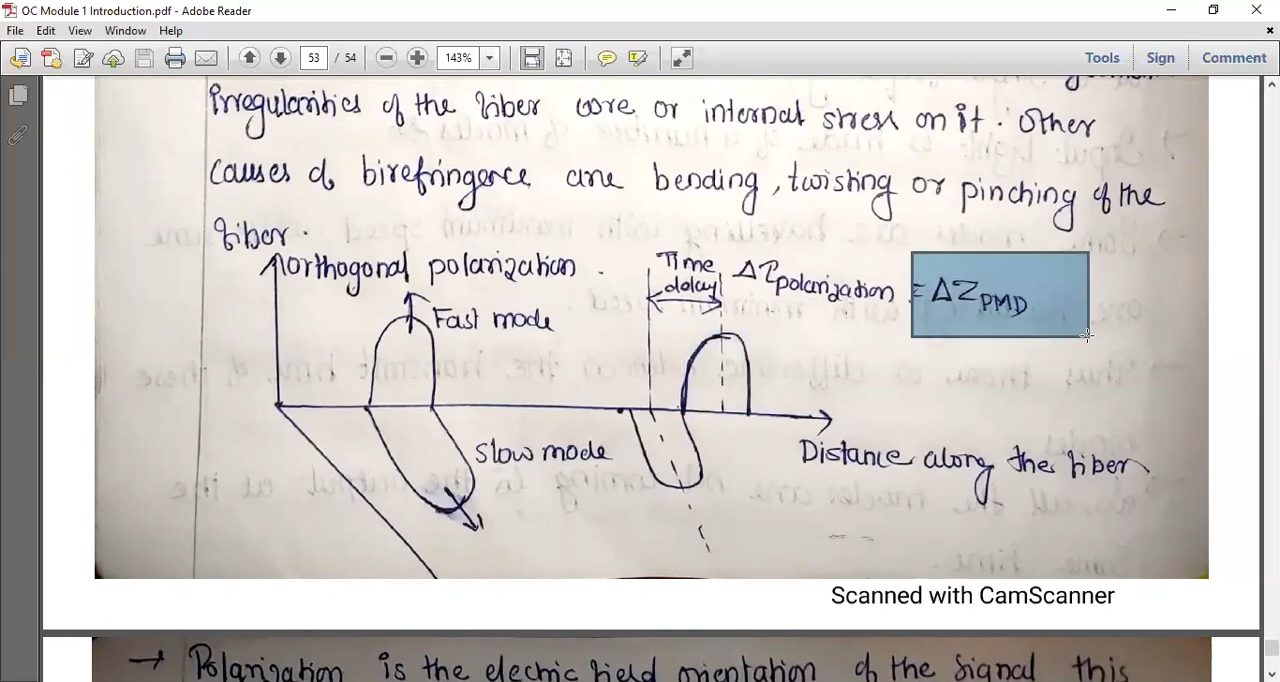 OC Module 1 Introduction.pdf - Adobe Reader
File Edit View Window Help
53 / 54 143% Tools Sign Comment
irregularities of the fiber core or internal stress on it. Other
causes of birefringence are bending, twisting or pinching of the
fiber.
orthogonal polarization
Time delay
Δτpolarization = ΔτPMD
Fast mode
Slow mode
Distance along the fiber
Scanned with CamScanner
→ Polarization is the electric field orientation of the signal this